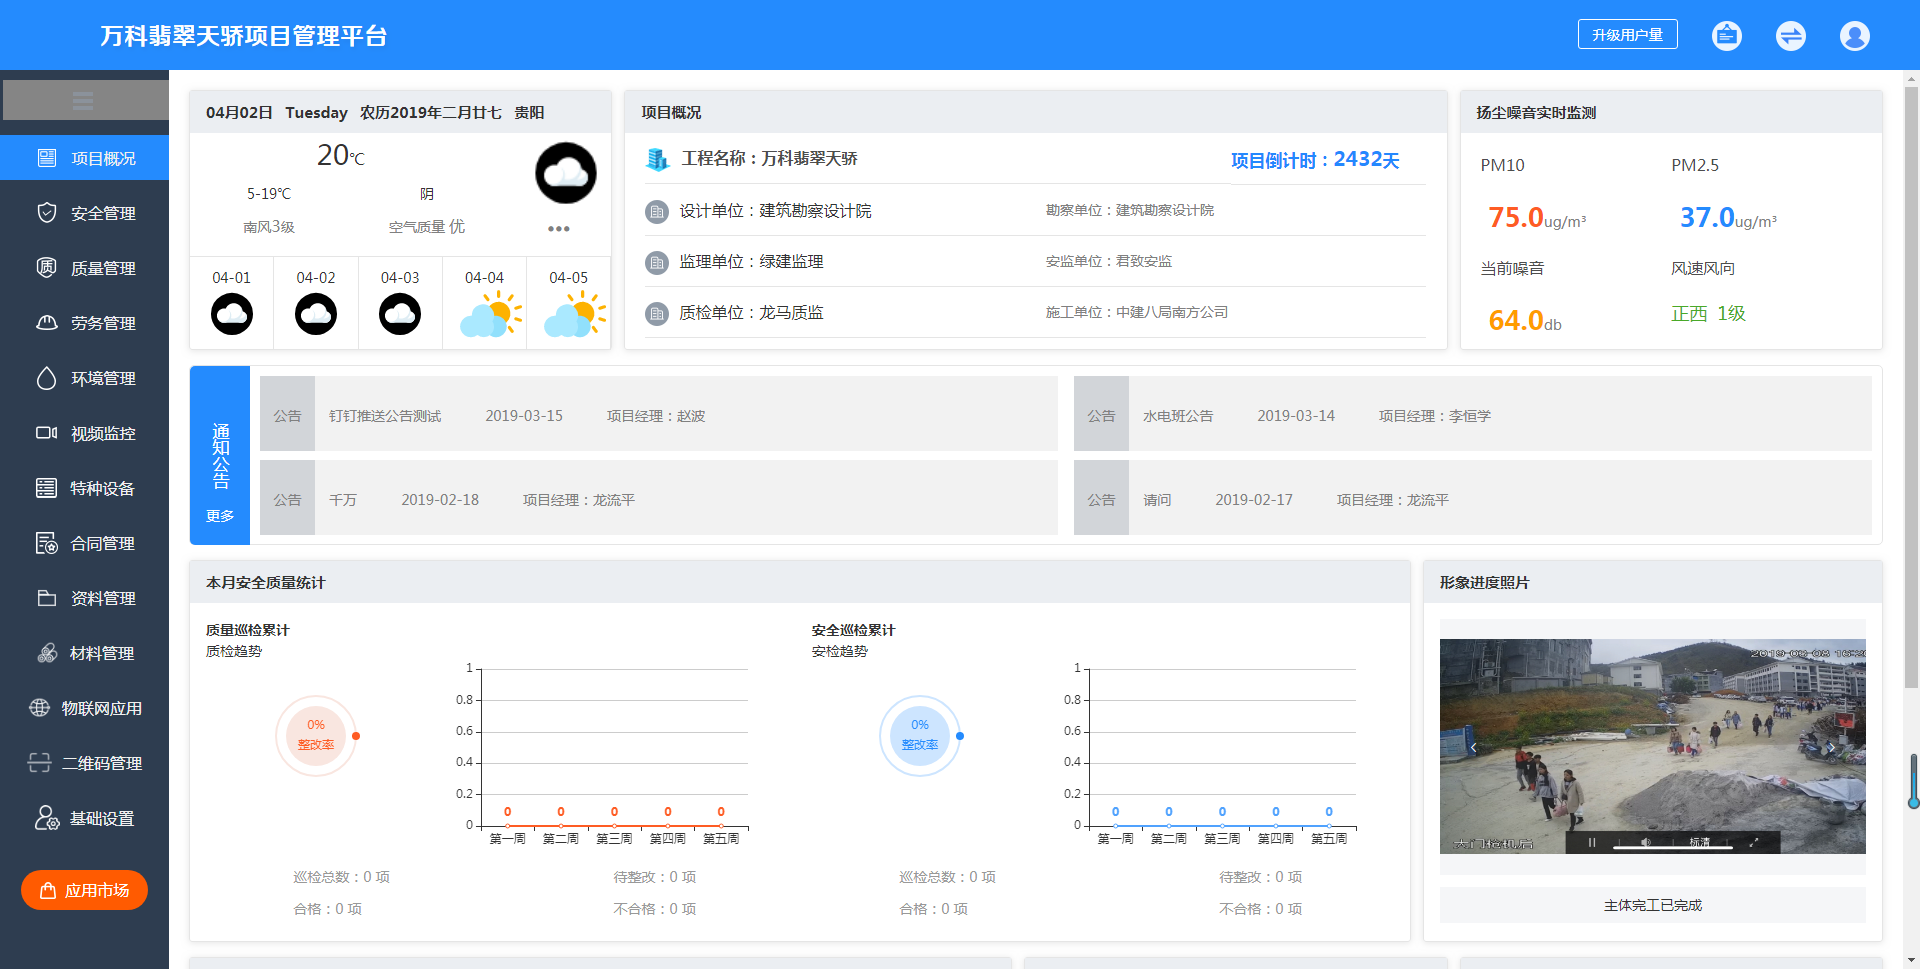 万科翡翠天骄项目管理平台
升级用户量
项目概况
安全管理
质量管理
劳务管理
环境管理
视频监控
特种设备
合同管理
资料管理
材料管理
物联网应用
二维码管理
基础设置
应用市场
04月02日 Tuesday 农历2019年二月廿七 贵阳
20℃
5-19℃ 阴
南风3级 空气质量 优
04-01 04-02 04-03 04-04 04-05
项目概况
工程名称：万科翡翠天骄 项目倒计时：2432天
设计单位：建筑勘察设计院 勘察单位：建筑勘察设计院
监理单位：绿建监理 安监单位：君致安监
质检单位：龙马质监 施工单位：中建八局南方公司
扬尘噪音实时监测
PM10 PM2.5
75.0ug/m³ 37.0ug/m³
当前噪音 风速风向
64.0db 正西 1级
通知公告
更多
公告 钉钉推送公告测试 2019-03-15 项目经理：赵波
公告 水电班公告 2019-03-14 项目经理：李恒学
公告 千万 2019-02-18 项目经理：龙流平
公告 请问 2019-02-17 项目经理：龙流平
本月安全质量统计
质量巡检累计
质检趋势
0%
整改率
1
0.8
0.6
0.4
0.2
0
0 0 0 0 0
第一周 第二周 第三周 第四周 第五周
巡检总数：0 项 待整改：0 项
合格：0 项 不合格：0 项
安全巡检累计
安检趋势
0%
整改率
1
0.8
0.6
0.4
0.2
0
0 0 0 0 0
第一周 第二周 第三周 第四周 第五周
巡检总数：0 项 待整改：0 项
合格：0 项 不合格：0 项
形象进度照片
标清
主体完工已完成